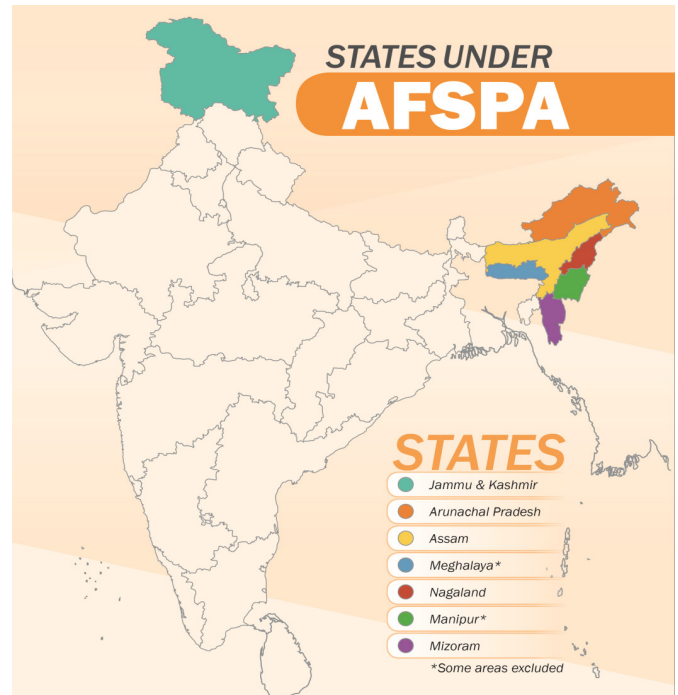 STATES UNDER
AFSPA
STATES
Jammu & Kashmir
Arunachal Pradesh
Assam
Meghalaya*
Nagaland
Manipur*
Mizoram
*Some areas excluded